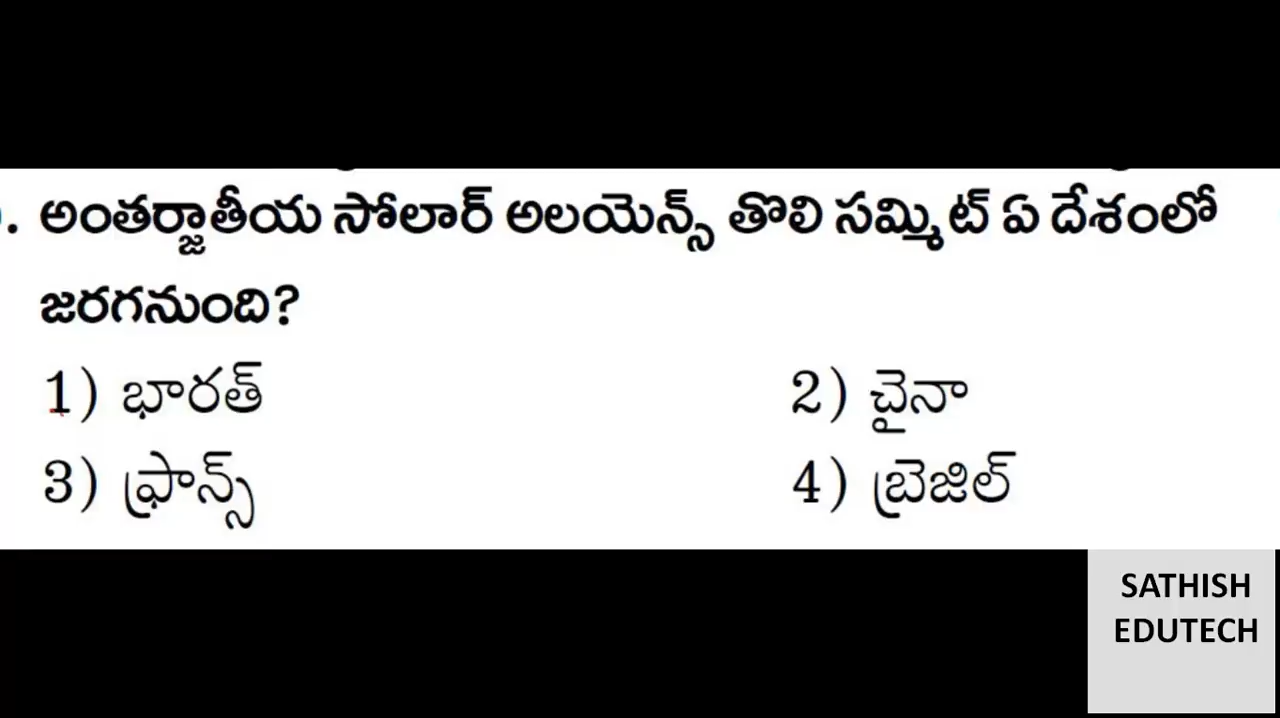 . అంతర్జాతీయ సోలార్ అలయెన్స్ తొలి సమ్మిట్ ఏ దేశంలో
జరగనుంది?
1) భారత్ 2) చైనా
3) ఫ్రాన్స్ 4) బ్రెజిల్
SATHISH
EDUTECH